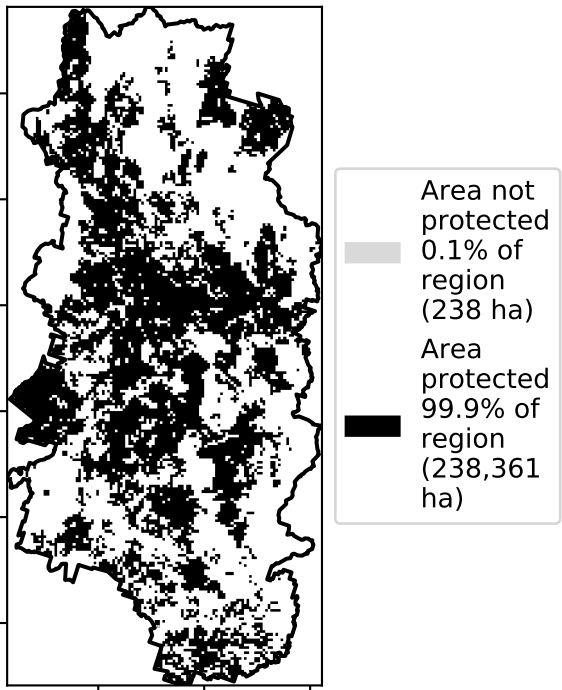 Area not
protected
0.1% of
region
(238 ha)
Area
protected
99.9% of
region
(238,361
ha)